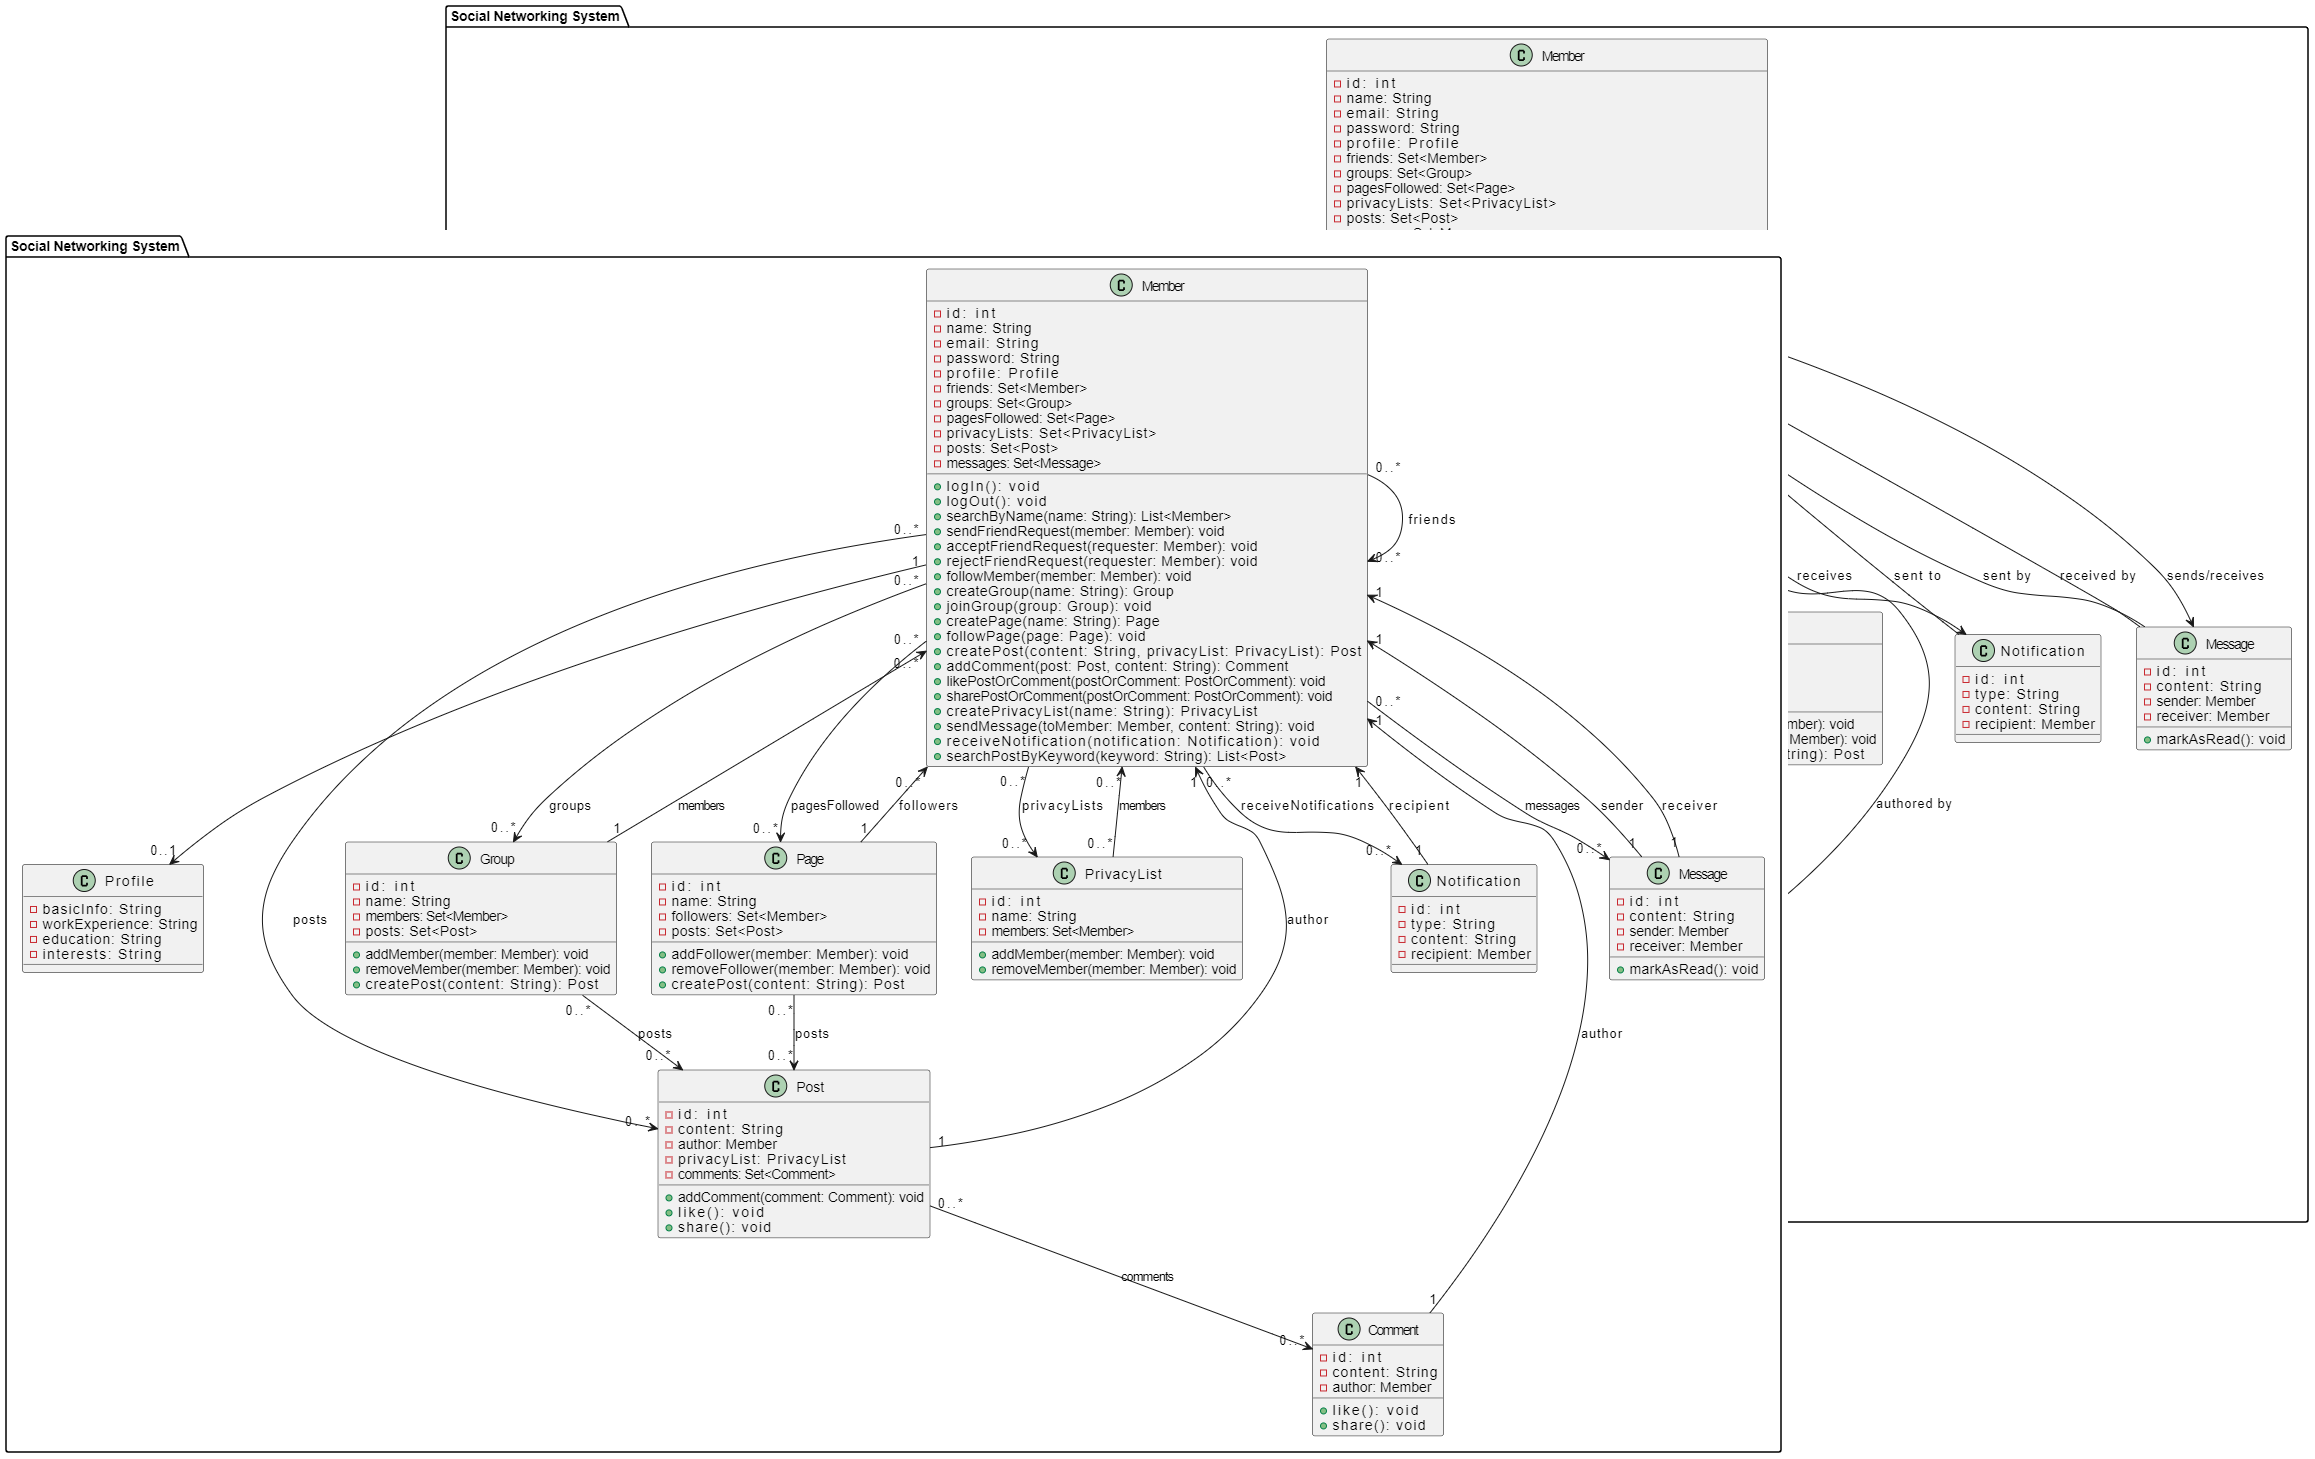 Social Networking System
Member
id: int
name: String
email: String
password: String
profile: Profile
friends: Set<Member>
groups: Set<Group>
pagesFollowed: Set<Page>
privacyLists: Set<PrivacyList>
posts: Set<Post>
Social Networking System
Member
id: int
name: String
email: String
password: String
profile: Profile
friends: Set<Member>
groups: Set<Group>
pagesFollowed: Set<Page>
privacyLists: Set<PrivacyList>
posts: Set<Post>
messages: Set<Message>
logIn(): void
logOut(): void
searchByName(name: String): List<Member>
sendFriendRequest(member: Member): void
acceptFriendRequest(requester: Member): void
rejectFriendRequest(requester: Member): void
followMember(member: Member): void
createGroup(name: String): Group
joinGroup(group: Group): void
createPage(name: String): Page
followPage(page: Page): void
createPost(content: String, privacyList: PrivacyList): Post
addComment(post: Post, content: String): Comment
likePostOrComment(postOrComment: PostOrComment): void
sharePostOrComment(postOrComment: PostOrComment): void
createPrivacyList(name: String): PrivacyList
sendMessage(toMember: Member, content: String): void
receiveNotification(notification: Notification): void
searchPostByKeyword(keyword: String): List<Post>
0..*
friends
0..*
0..*
1
0..*
0..*
0..*
1
1
0..*
1
receives
sent to
sent by
received by
sends/receives
mber): void
Member): void
tring): Post
Notification
id: int
type: String
content: String
recipient: Member
Message
id: int
content: String
sender: Member
receiver: Member
markAsRead(): void
authored by
0..*
0..*
0..*
1
0..*
1
groups
members
pagesFollowed
followers
privacyLists
members
receiveNotifications
recipient
messages
sender
receiver
0..1
0..*
1
0..*
1
0..*
0..*
0..*
1
0..*
1
1
Profile
basicInfo: String
workExperience: String
education: String
interests: String
Group
id: int
name: String
members: Set<Member>
posts: Set<Post>
addMember(member: Member): void
removeMember(member: Member): void
createPost(content: String): Post
Page
id: int
name: String
followers: Set<Member>
posts: Set<Post>
addFollower(member: Member): void
removeFollower(member: Member): void
createPost(content: String): Post
PrivacyList
id: int
name: String
members: Set<Member>
addMember(member: Member): void
removeMember(member: Member): void
Notification
id: int
type: String
content: String
recipient: Member
Message
id: int
content: String
sender: Member
receiver: Member
markAsRead(): void
posts
author
0..*
0..*
posts
posts
author
0..*
0..*
0..*
Post
id: int
content: String
author: Member
privacyList: PrivacyList
comments: Set<Comment>
addComment(comment: Comment): void
like(): void
share(): void
1
0..*
comments
0..*
1
Comment
id: int
content: String
author: Member
like(): void
share(): void